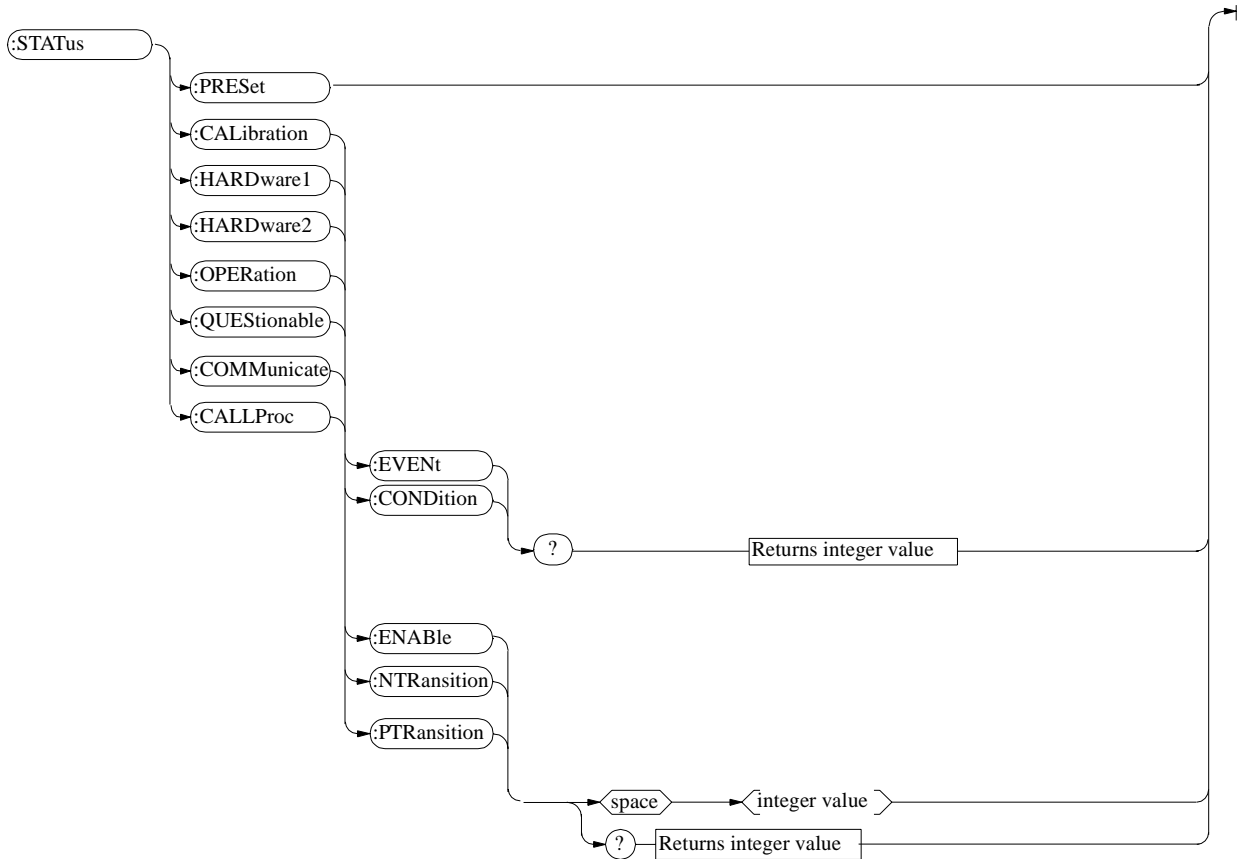 :STATus
:PRESet
:CALibration
:HARDware1
:HARDware2
:OPERation
:QUEStionable
:COMMunicate
:CALLProc
:EVENt
:CONDition
?
Returns integer value
:ENABle
:NTRansition
:PTRansition
space
integer value
?
Returns integer value